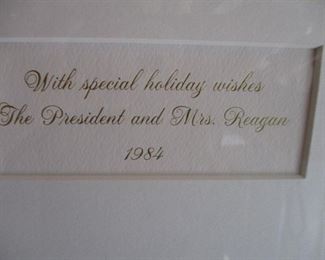 With special holiday wishes
The President and Mrs. Reagan
1984